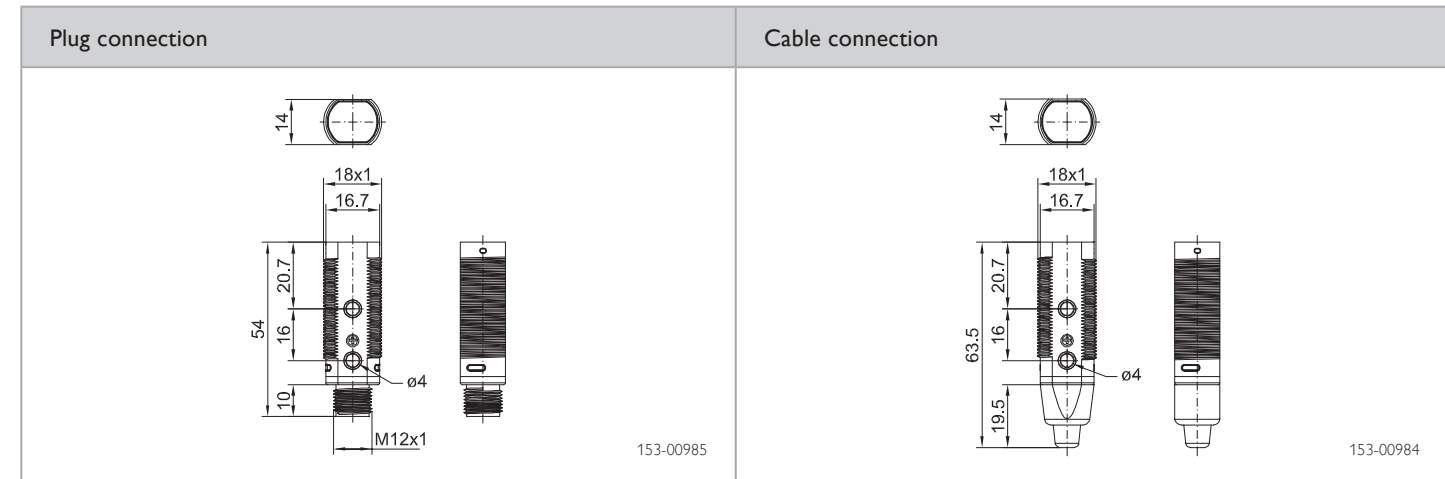 Plug connection
14
18x1
16.7
20.7
54
16
ø4
10
M12x1
153-00985
Cable connection
14
18x1
16.7
20.7
63.5
16
ø4
19.5
153-00984